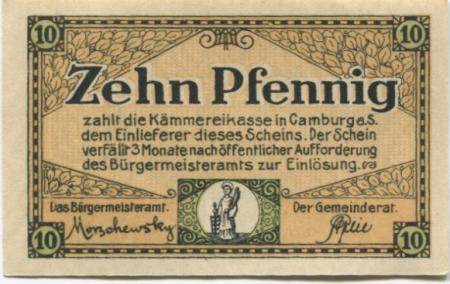 10 10
Zehn Pfennig
zahlt die Kämmereikasse in Camburg a.S.
dem Einlieferer dieses Scheins. Der Schein
verfällt 3 Monate nach öffentlicher Aufforderung
des Bürgermeisteramts zur Einlösung.
Das Bürgermeisteramt. Der Gemeinderat.
Morzchewsky
10 10